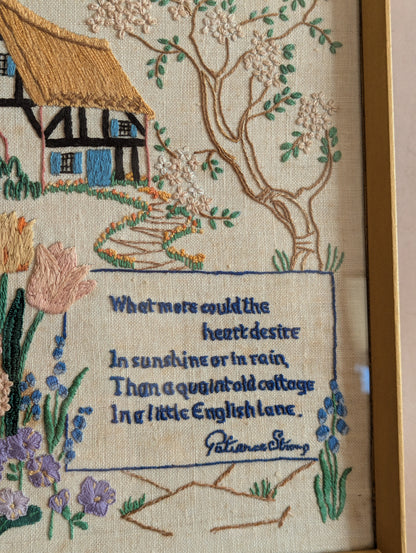 What more could the
heart desire
In sunshine or in rain,
Than a quaint old cottage
In a little English lane.
Patience Strong